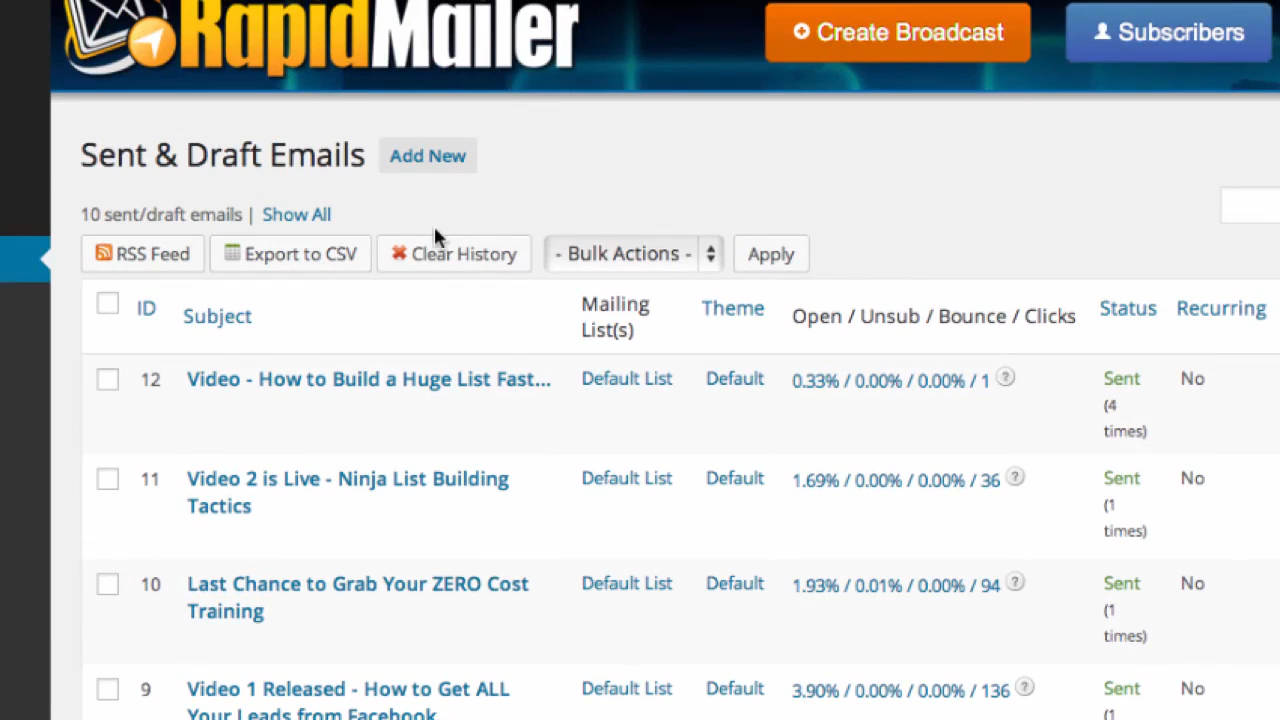 RapidMailer
Create Broadcast
Subscribers
Sent & Draft Emails
Add New
10 sent/draft emails | Show All
RSS Feed
Export to CSV
Clear History
- Bulk Actions -
Apply
ID
Subject
Mailing
List(s)
Theme
Open / Unsub / Bounce / Clicks
Status
Recurring
12
Video - How to Build a Huge List Fast...
Default List
Default
0.33% / 0.00% / 0.00% / 1 ?
Sent
(4
times)
No
11
Video 2 is Live - Ninja List Building
Tactics
Default List
Default
1.69% / 0.00% / 0.00% / 36 ?
Sent
(1
times)
No
10
Last Chance to Grab Your ZERO Cost
Training
Default List
Default
1.93% / 0.01% / 0.00% / 94 ?
Sent
(1
times)
No
9
Video 1 Released - How to Get ALL
Your Leads from Facebook
Default List
Default
3.90% / 0.00% / 0.00% / 136 ?
Sent
(1
No